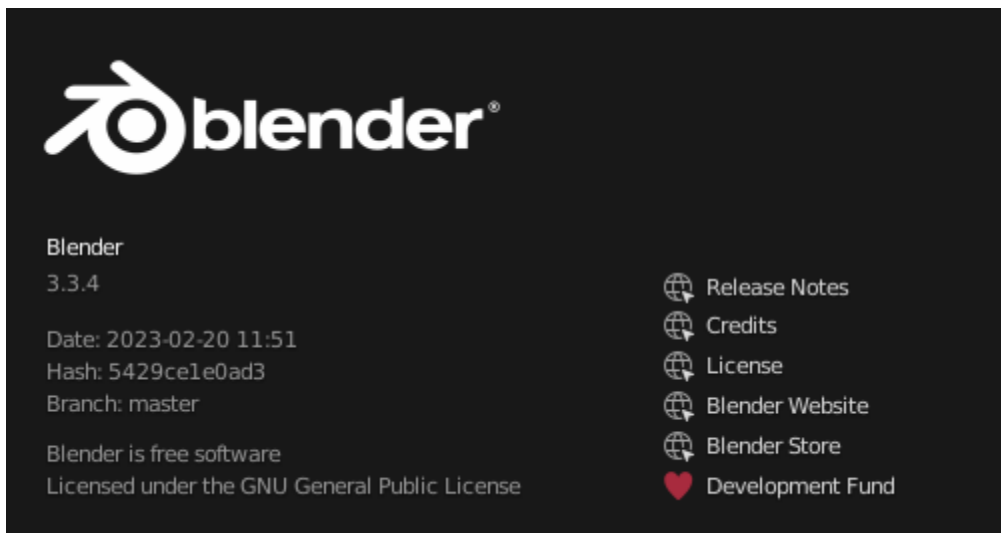 blender®
Blender
3.3.4
Date: 2023-02-20 11:51
Hash: 5429ce1e0ad3
Branch: master
Blender is free software
Licensed under the GNU General Public License
Release Notes
Credits
License
Blender Website
Blender Store
Development Fund